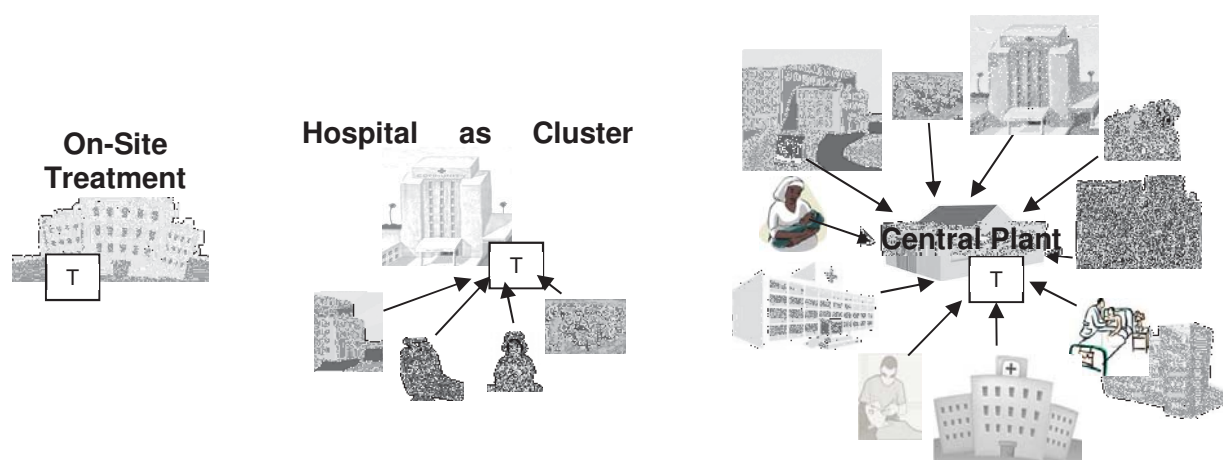 On-Site
Treatment
T
Hospital as Cluster
T
Central Plant
T